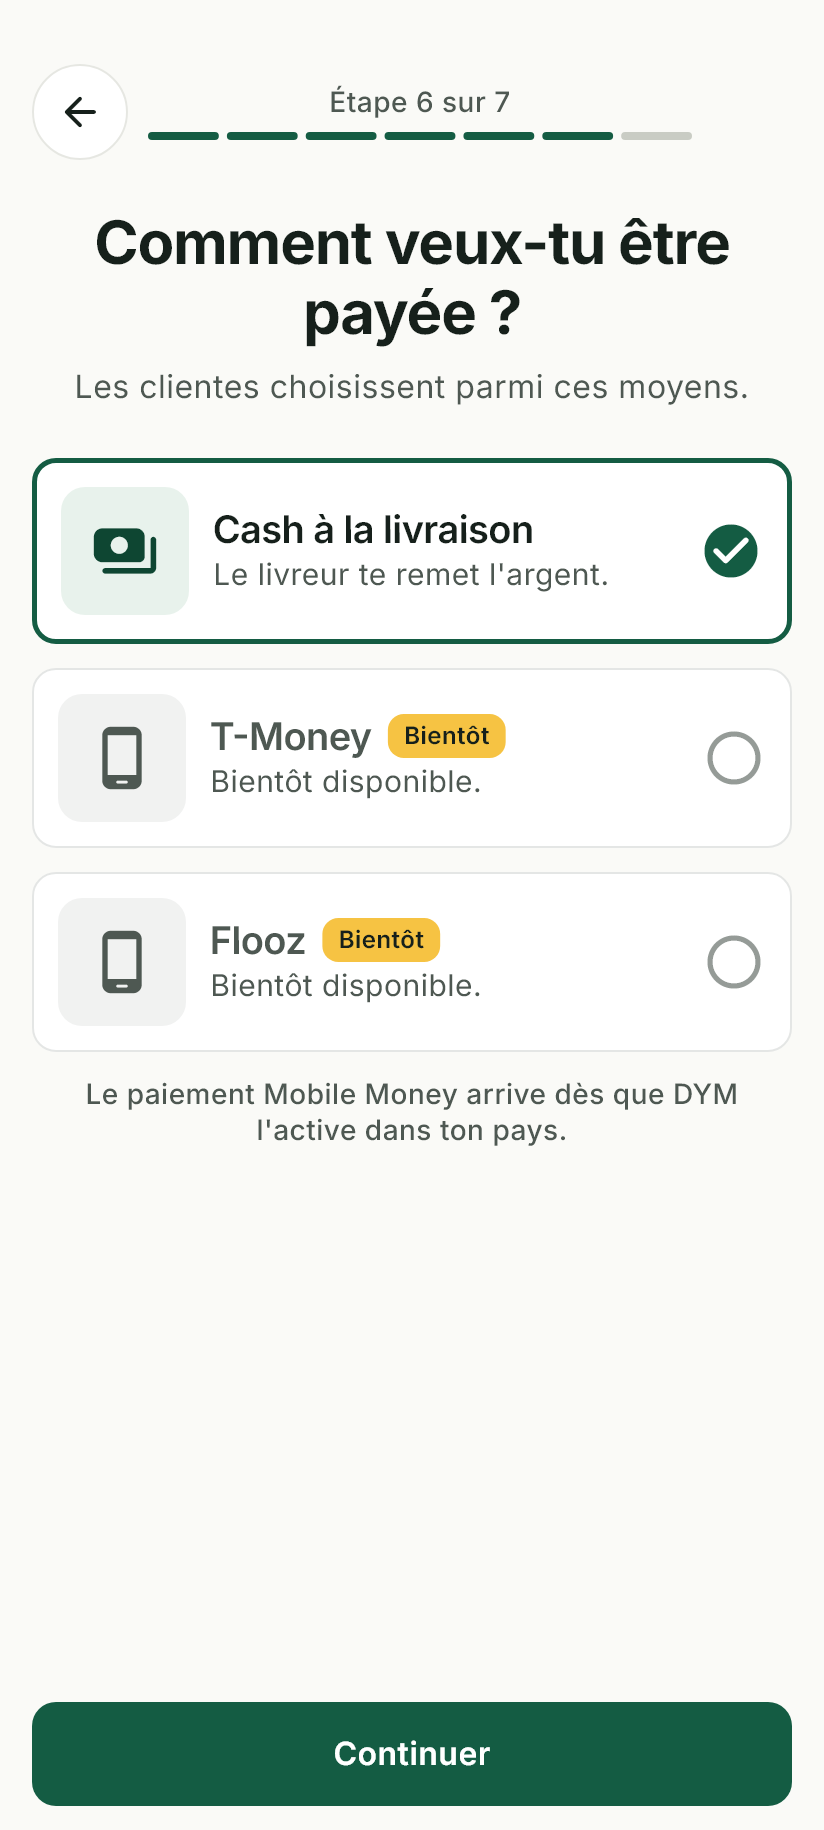 Étape 6 sur 7
Comment veux-tu être
payée ?
Les clientes choisissent parmi ces moyens.
Cash à la livraison
Le livreur te remet l'argent.
T-Money Bientôt
Bientôt disponible.
Flooz Bientôt
Bientôt disponible.
Le paiement Mobile Money arrive dès que DYM
l'active dans ton pays.
Continuer